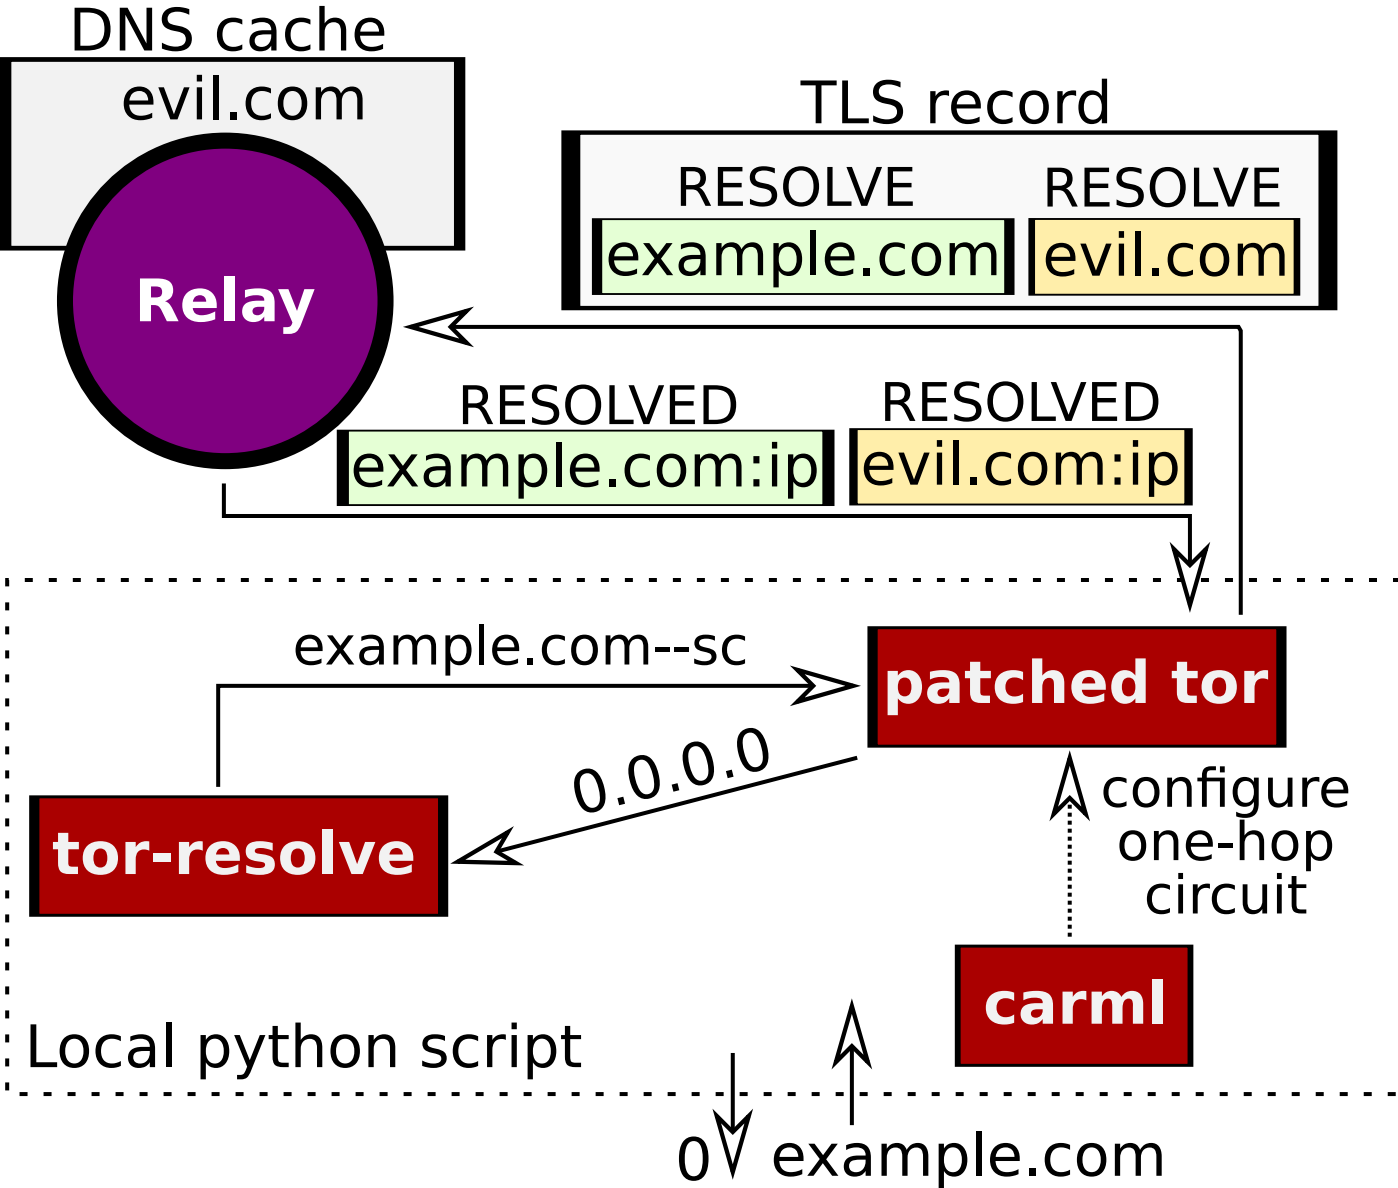 DNS cache
evil.com
Relay
TLS record
RESOLVE RESOLVE
example.com evil.com
RESOLVED RESOLVED
example.com:ip evil.com:ip
example.com--sc
patched tor
0.0.0.0
tor-resolve
configure
one-hop
circuit
carml
Local python script
0 example.com